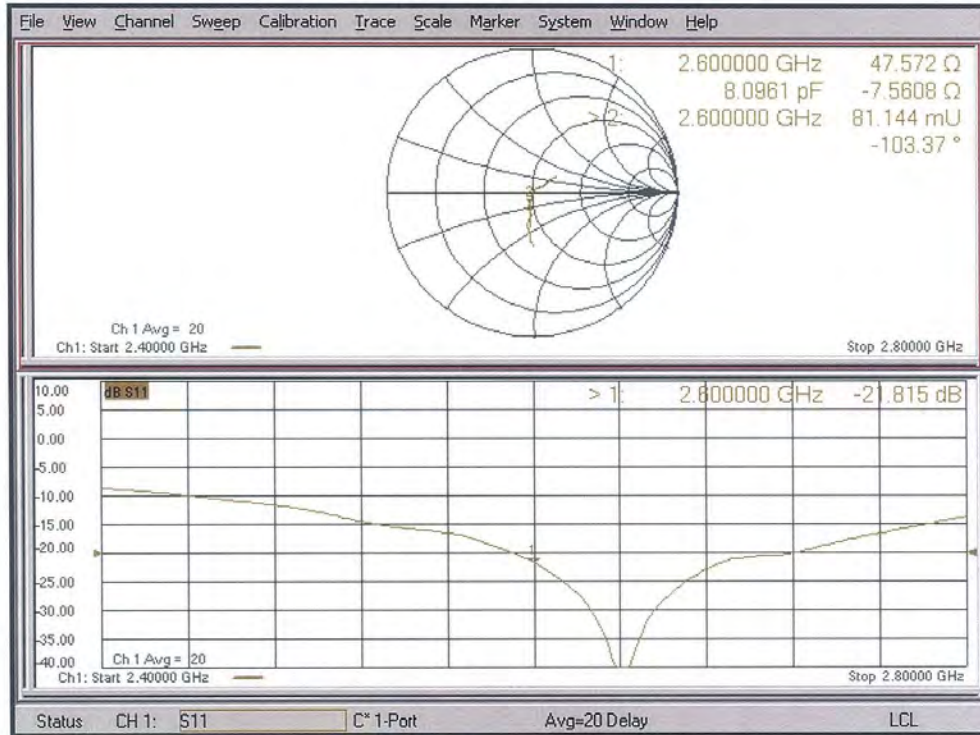 File View Channel Sweep Calibration Trace Scale Marker System Window Help
1: 2.600000 GHz 47.572 Ω
8.0961 pF -7.5608 Ω
> 2: 2.600000 GHz 81.144 mU
-103.37 °
Ch 1 Avg = 20
Ch1: Start 2.40000 GHz Stop 2.80000 GHz
10.00 dB S11 > 1: 2.600000 GHz -21.815 dB
5.00
0.00
-5.00
-10.00
-15.00
-20.00
1
-25.00
-30.00
-35.00
-40.00
Ch 1 Avg = 20
Ch1: Start 2.40000 GHz Stop 2.80000 GHz
Status CH 1: S11 C* 1-Port Avg=20 Delay LCL